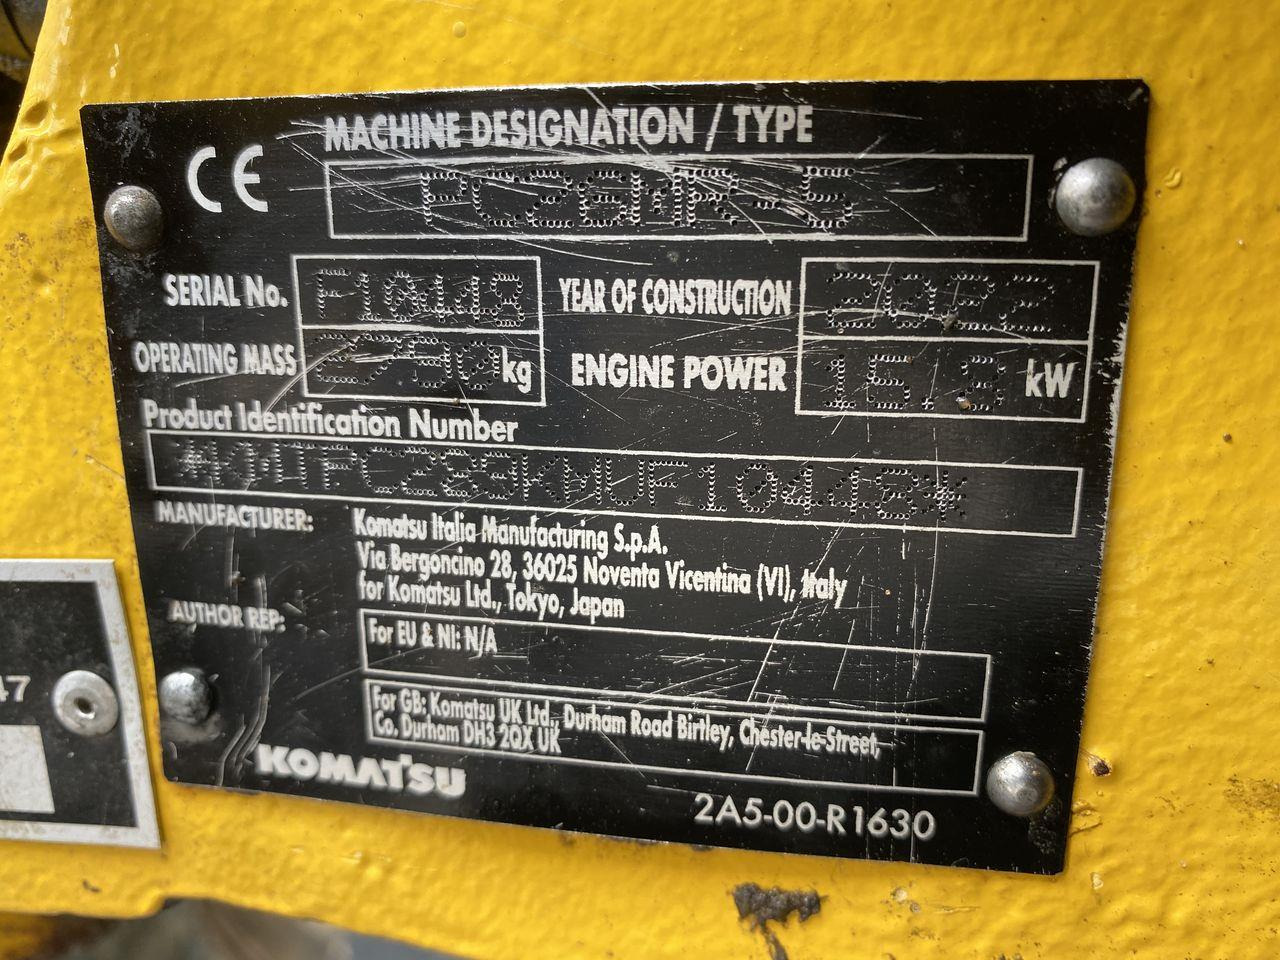 CE
MACHINE DESIGNATION / TYPE
PC26MR-5
SERIAL No. F10448
YEAR OF CONSTRUCTION 2022
OPERATING MASS kg
ENGINE POWER kW
Product Identification Number
MANUFACTURER:
Komatsu Italia Manufacturing S.p.A.
Via Bergoncino 28, 36025 Noventa Vicentina (VI), Italy
for Komatsu Ltd., Tokyo, Japan
AUTHOR REP:
For EU & NI: N/A
For GB: Komatsu UK Ltd., Durham Road Birtley, Chester-le-Street,
Co. Durham DH3 2QX UK
KOMATSU
2A5-00-R1630
47